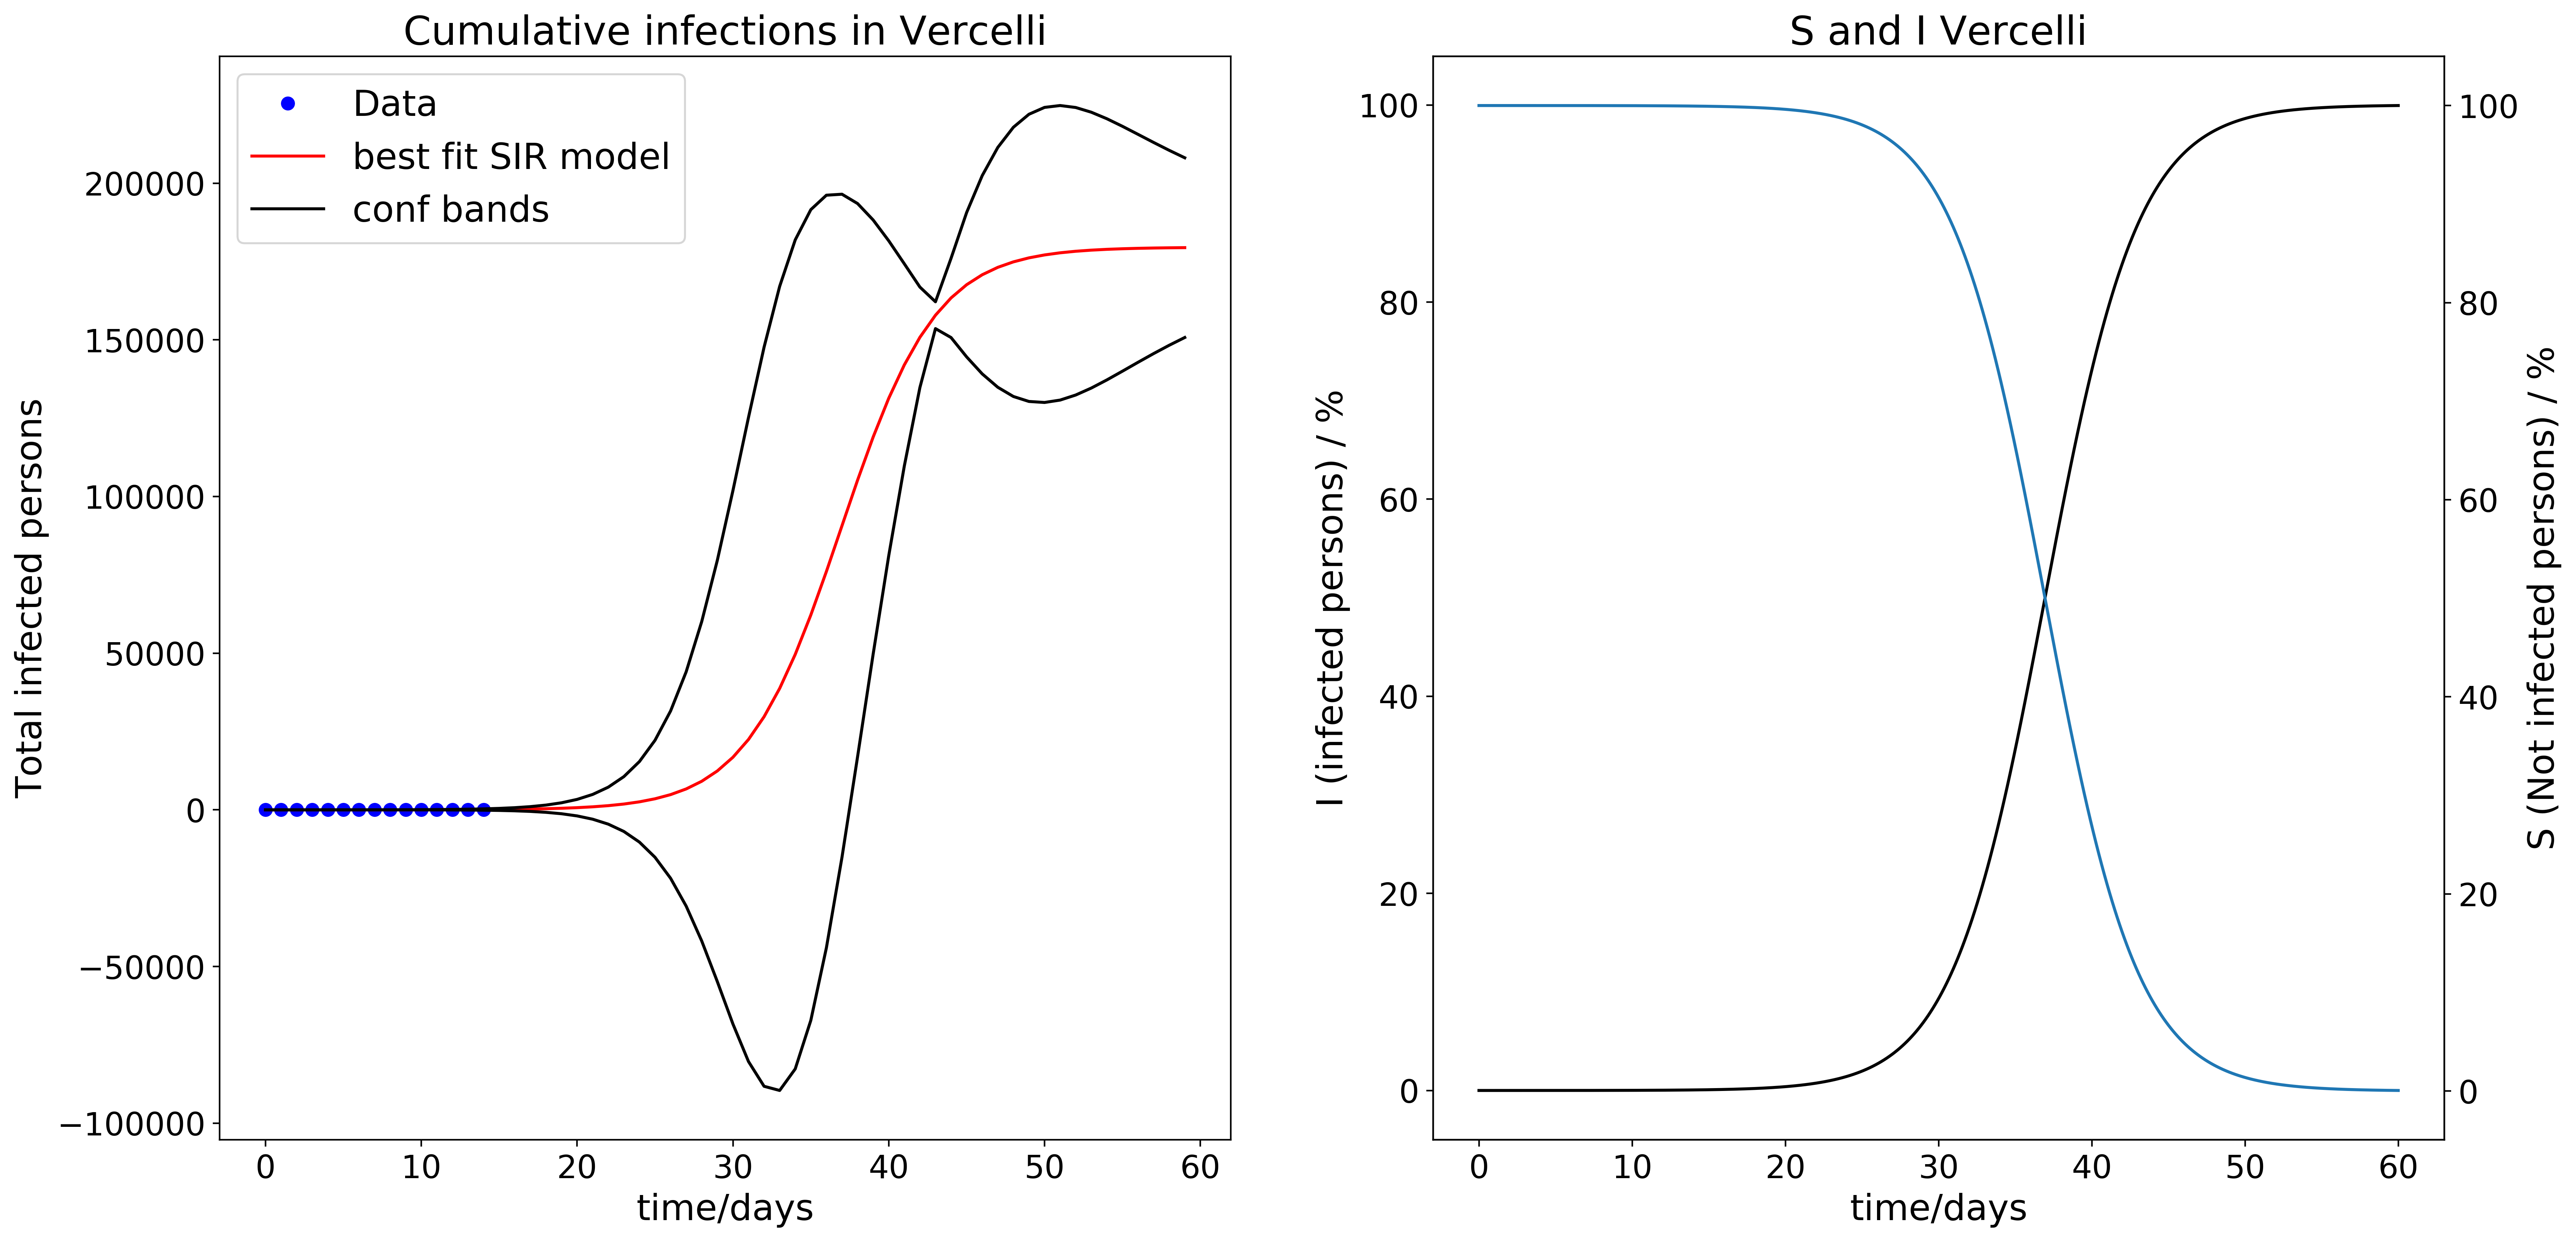 Cumulative infections in Vercelli
Data
best fit SIR model
conf bands
Total infected persons
200000
150000
100000
50000
0
−50000
−100000
0 10 20 30 40 50 60
time/days
S and I Vercelli
I (infected persons) / %
100
80
60
40
20
0
100
80
60
40
20
0
S (Not infected persons) / %
0 10 20 30 40 50 60
time/days